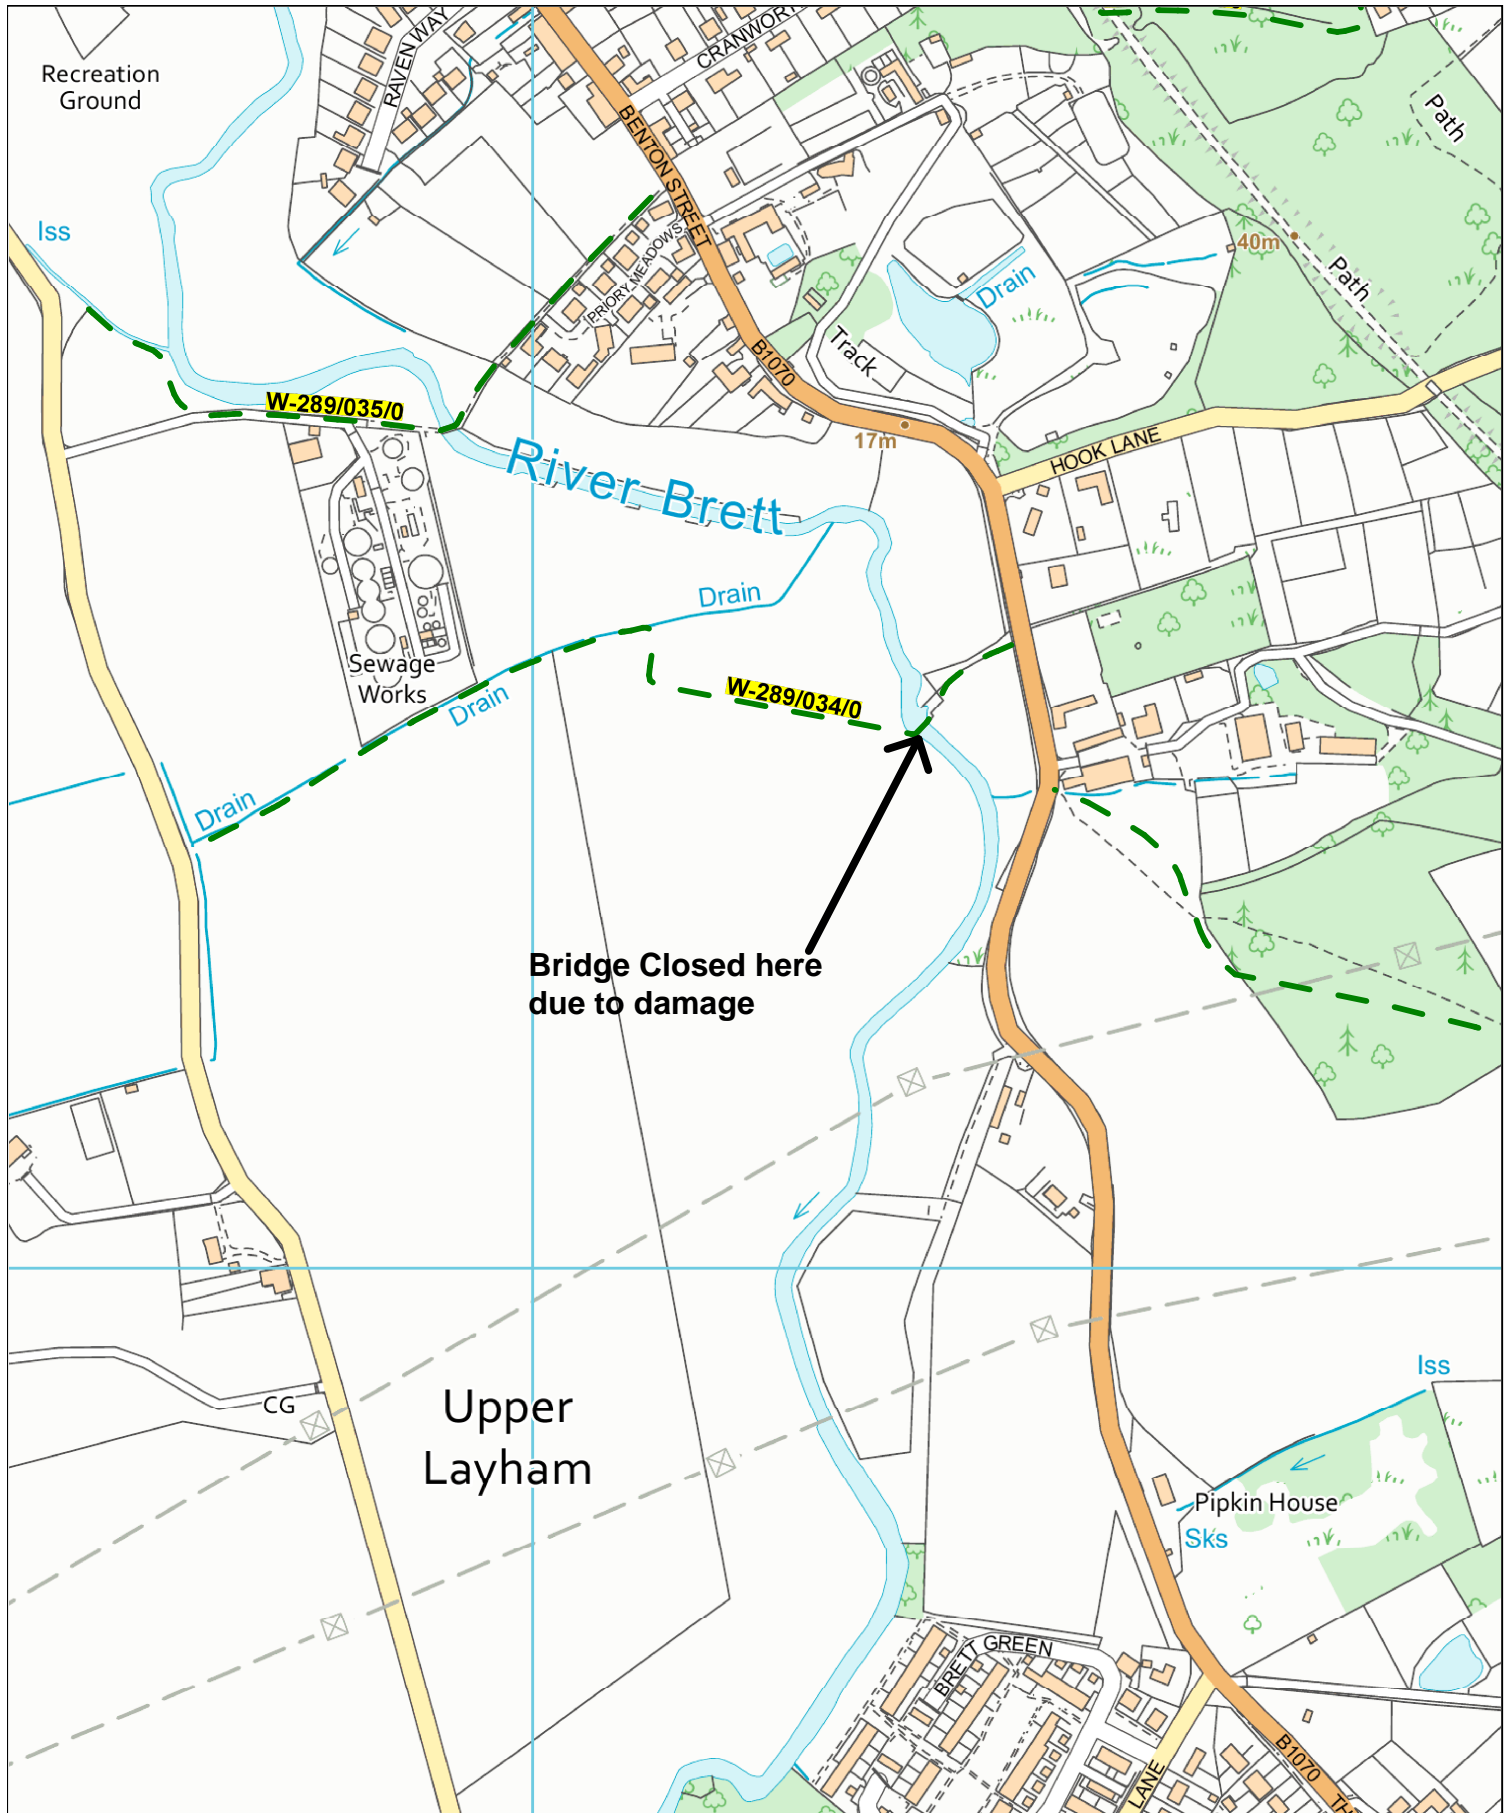 Recreation
Ground
RAVEN WAY
CRANWORT
BENTON STREET
Path
Iss
40m
PRIORY MEADOWS
Drain
Path
Track
B1070
W-289/035/0
17m
HOOK LANE
River Brett
Drain
Sewage
Works
W-289/034/0
Drain
Drain
Bridge Closed here
due to damage
Iss
CG
Upper
Layham
Pipkin House
Sks
BRETT GREEN
B1070
LANE
TH